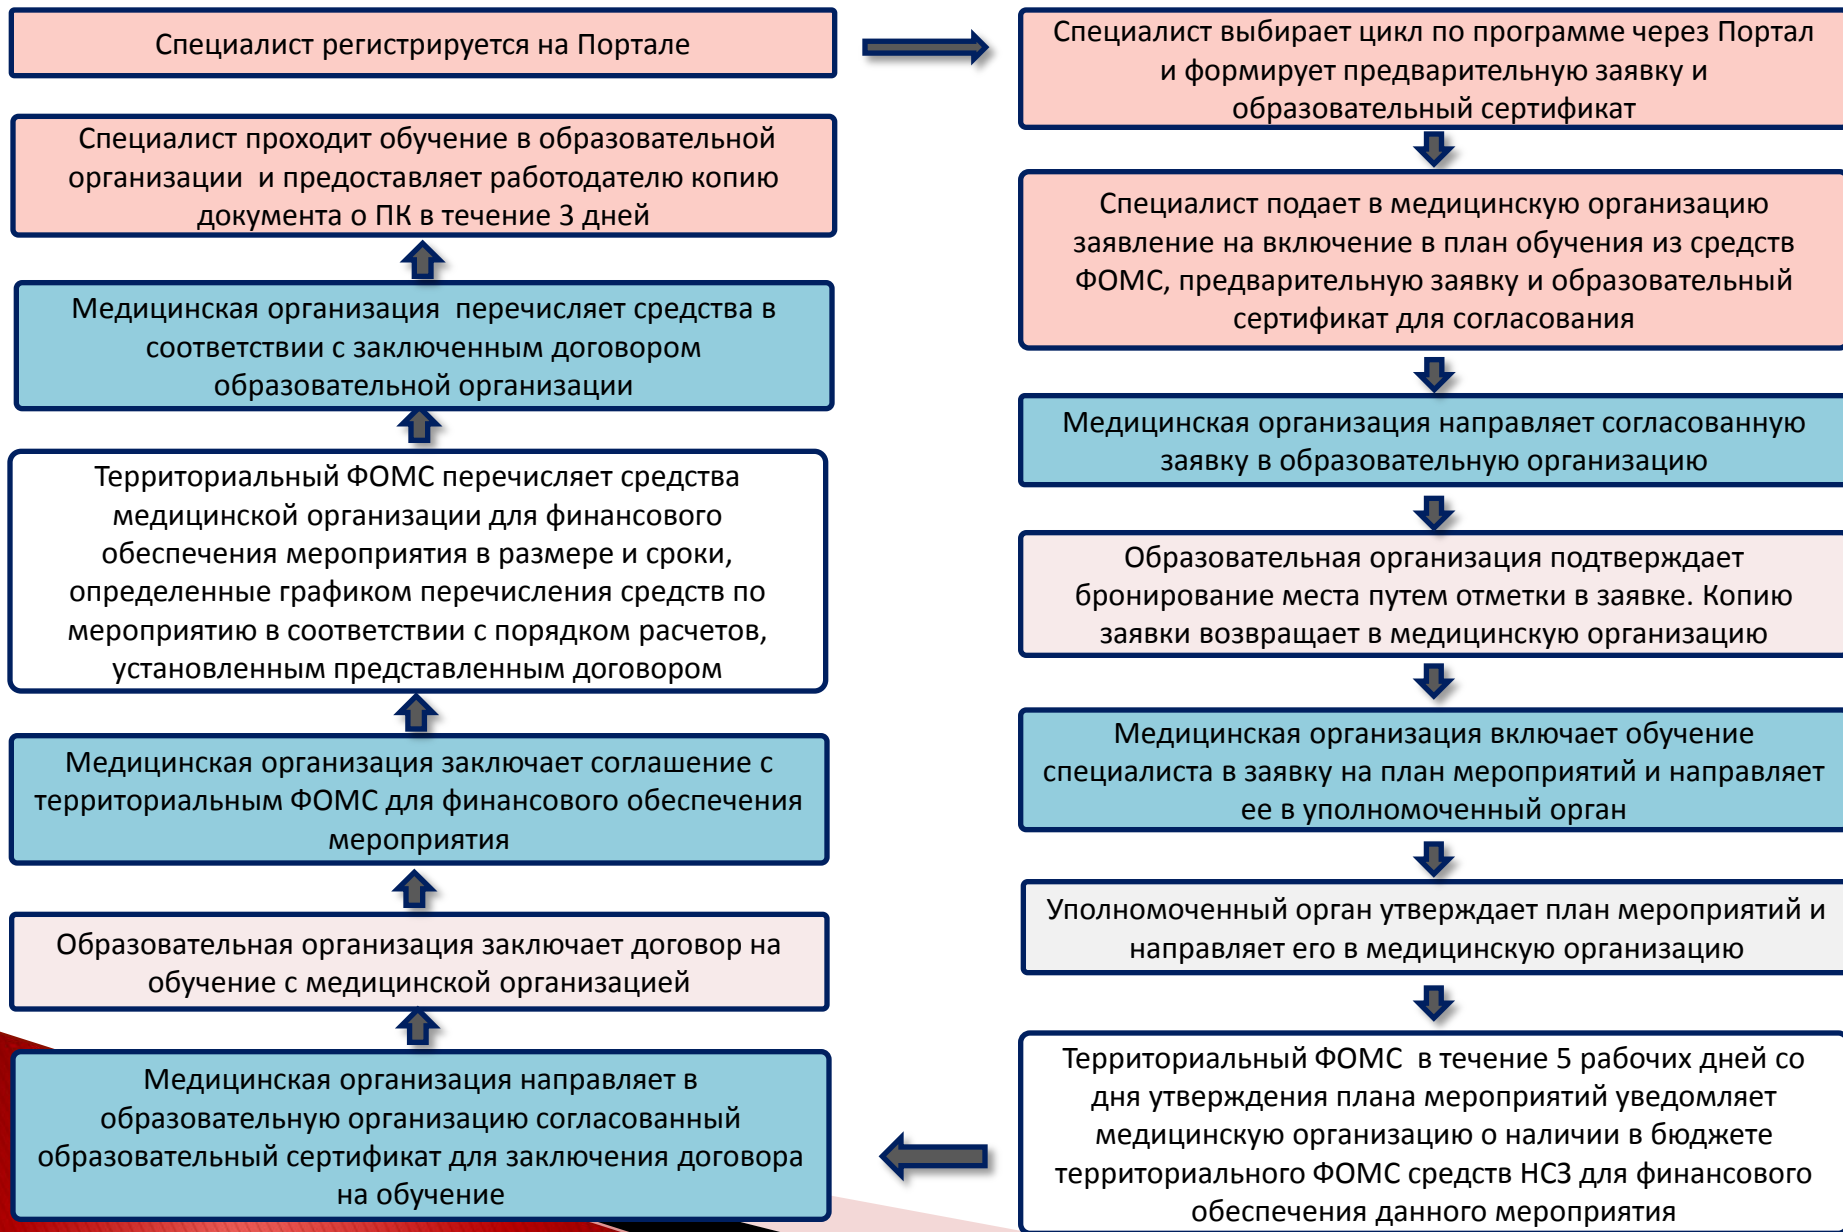 Специалист регистрируется на Портале
Специалист выбирает цикл по программе через Портал
и формирует предварительную заявку и
образовательный сертификат
Специалист подает в медицинскую организацию
заявление на включение в план обучения из средств
ФОМС, предварительную заявку и образовательный
сертификат для согласования
Медицинская организация направляет согласованную
заявку в образовательную организацию
Образовательная организация подтверждает
бронирование места путем отметки в заявке. Копию
заявки возвращает в медицинскую организацию
Медицинская организация включает обучение
специалиста в заявку на план мероприятий и направляет
ее в уполномоченный орган
Уполномоченный орган утверждает план мероприятий и
направляет его в медицинскую организацию
Территориальный ФОМС в течение 5 рабочих дней со
дня утверждения плана мероприятий уведомляет
медицинскую организацию о наличии в бюджете
территориального ФОМС средств НСЗ для финансового
обеспечения данного мероприятия
Медицинская организация направляет в
образовательную организацию согласованный
образовательный сертификат для заключения договора
на обучение
Образовательная организация заключает договор на
обучение с медицинской организацией
Медицинская организация заключает соглашение с
территориальным ФОМС для финансового обеспечения
мероприятия
Территориальный ФОМС перечисляет средства
медицинской организации для финансового
обеспечения мероприятия в размере и сроки,
определенные графиком перечисления средств по
мероприятию в соответствии с порядком расчетов,
установленным представленным договором
Медицинская организация перечисляет средства в
соответствии с заключенным договором
образовательной организации
Специалист проходит обучение в образовательной
организации и предоставляет работодателю копию
документа о ПК в течение 3 дней